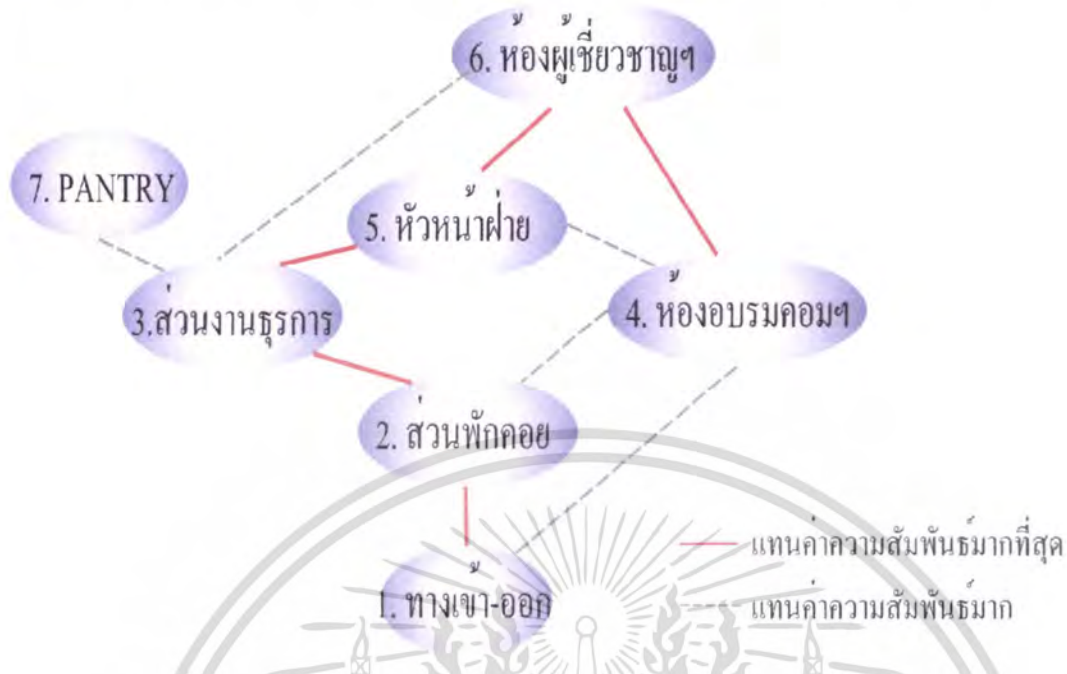 6. ห้องผู้เชี่ยวชาญฯ
7. PANTRY
5. หัวหน้าฝ่าย
3.ส่วนงานธุรการ
4. ห้องอบรมคอมฯ
2. ส่วนพักคอย
แทนค่าความสัมพันธ์มากที่สุด
1. ทางเข้า-ออก
แทนค่าความสัมพันธ์มาก